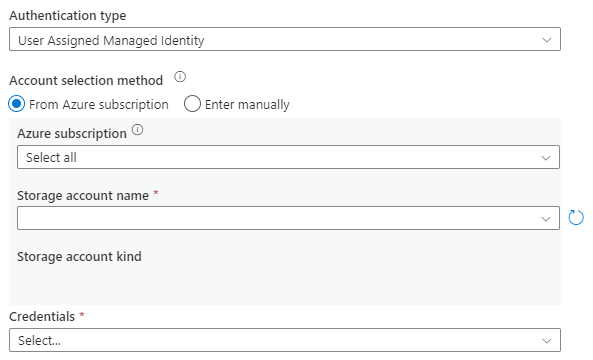 Authentication type
User Assigned Managed Identity
Account selection method
From Azure subscription Enter manually
Azure subscription
Select all
Storage account name *
Storage account kind
Credentials *
Select...